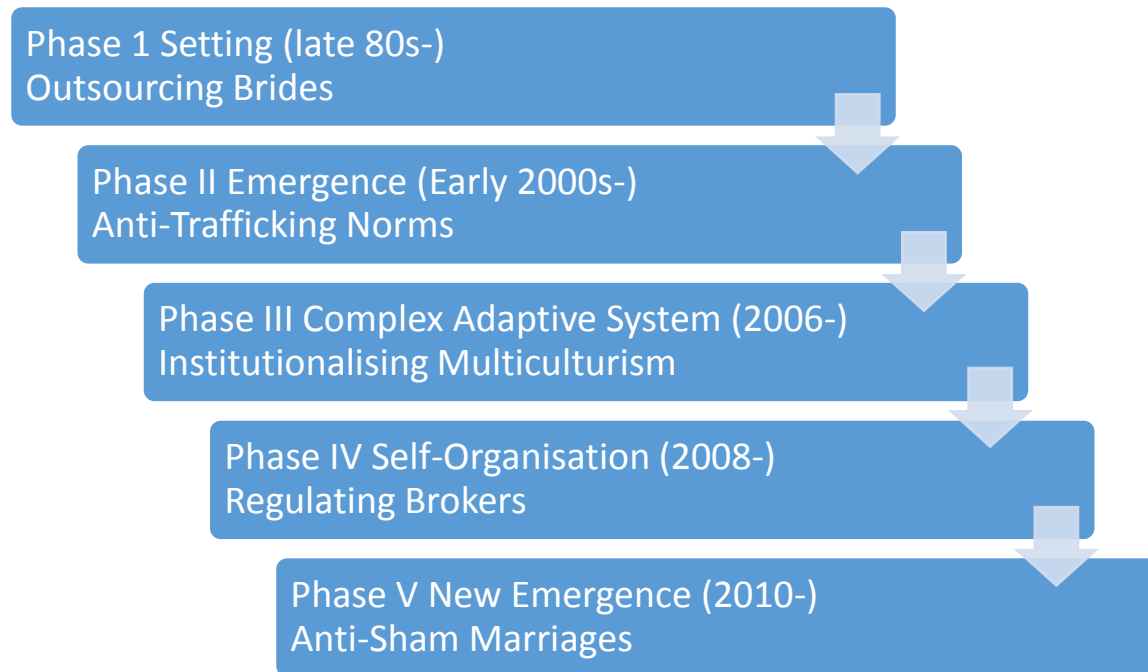 Phase 1 Setting (late 80s-)
Outsourcing Brides
Phase II Emergence (Early 2000s-)
Anti-Trafficking Norms
Phase III Complex Adaptive System (2006-)
Institutionalising Multiculturism
Phase IV Self-Organisation (2008-)
Regulating Brokers
Phase V New Emergence (2010-)
Anti-Sham Marriages